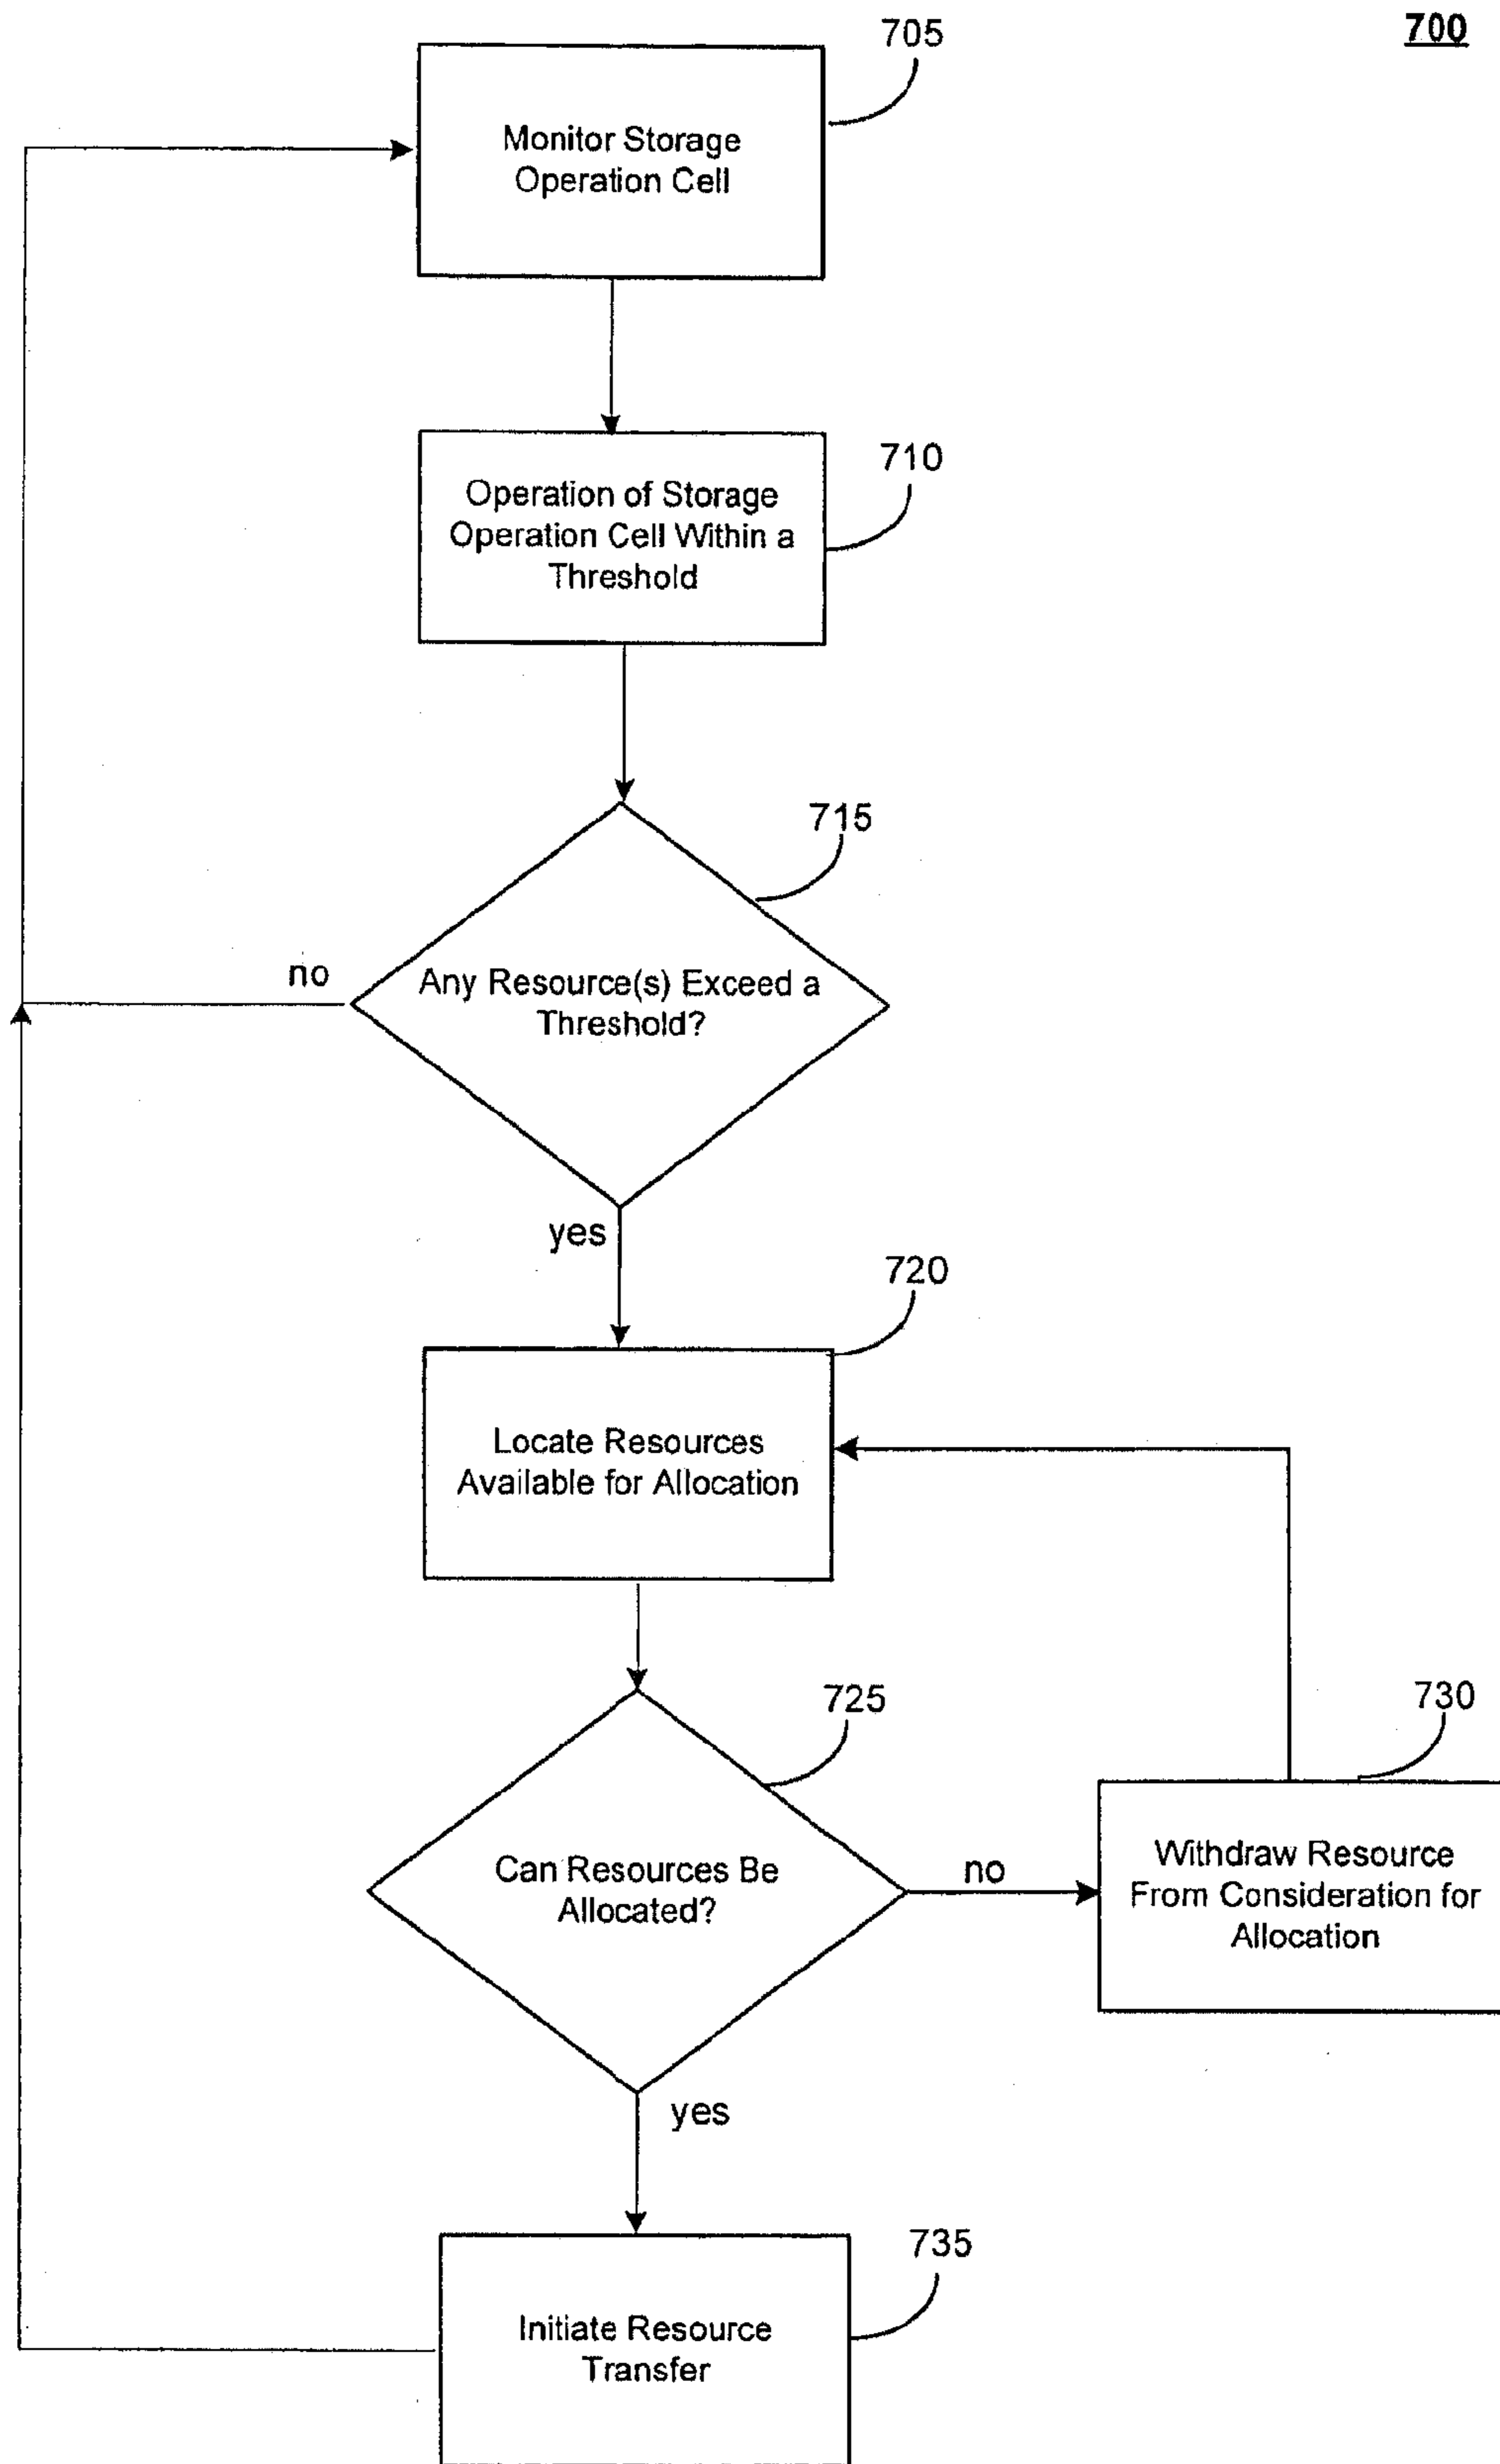 700
705
Monitor Storage
Operation Cell
710
Operation of Storage
Operation Cell Within a
Threshold
715
no
Any Resource(s) Exceed a
Threshold?
yes
720
Locate Resources
Available for Allocation
725
730
Can Resources Be
Allocated?
no
Withdraw Resource
From Consideration for
Allocation
yes
735
Initiate Resource
Transfer